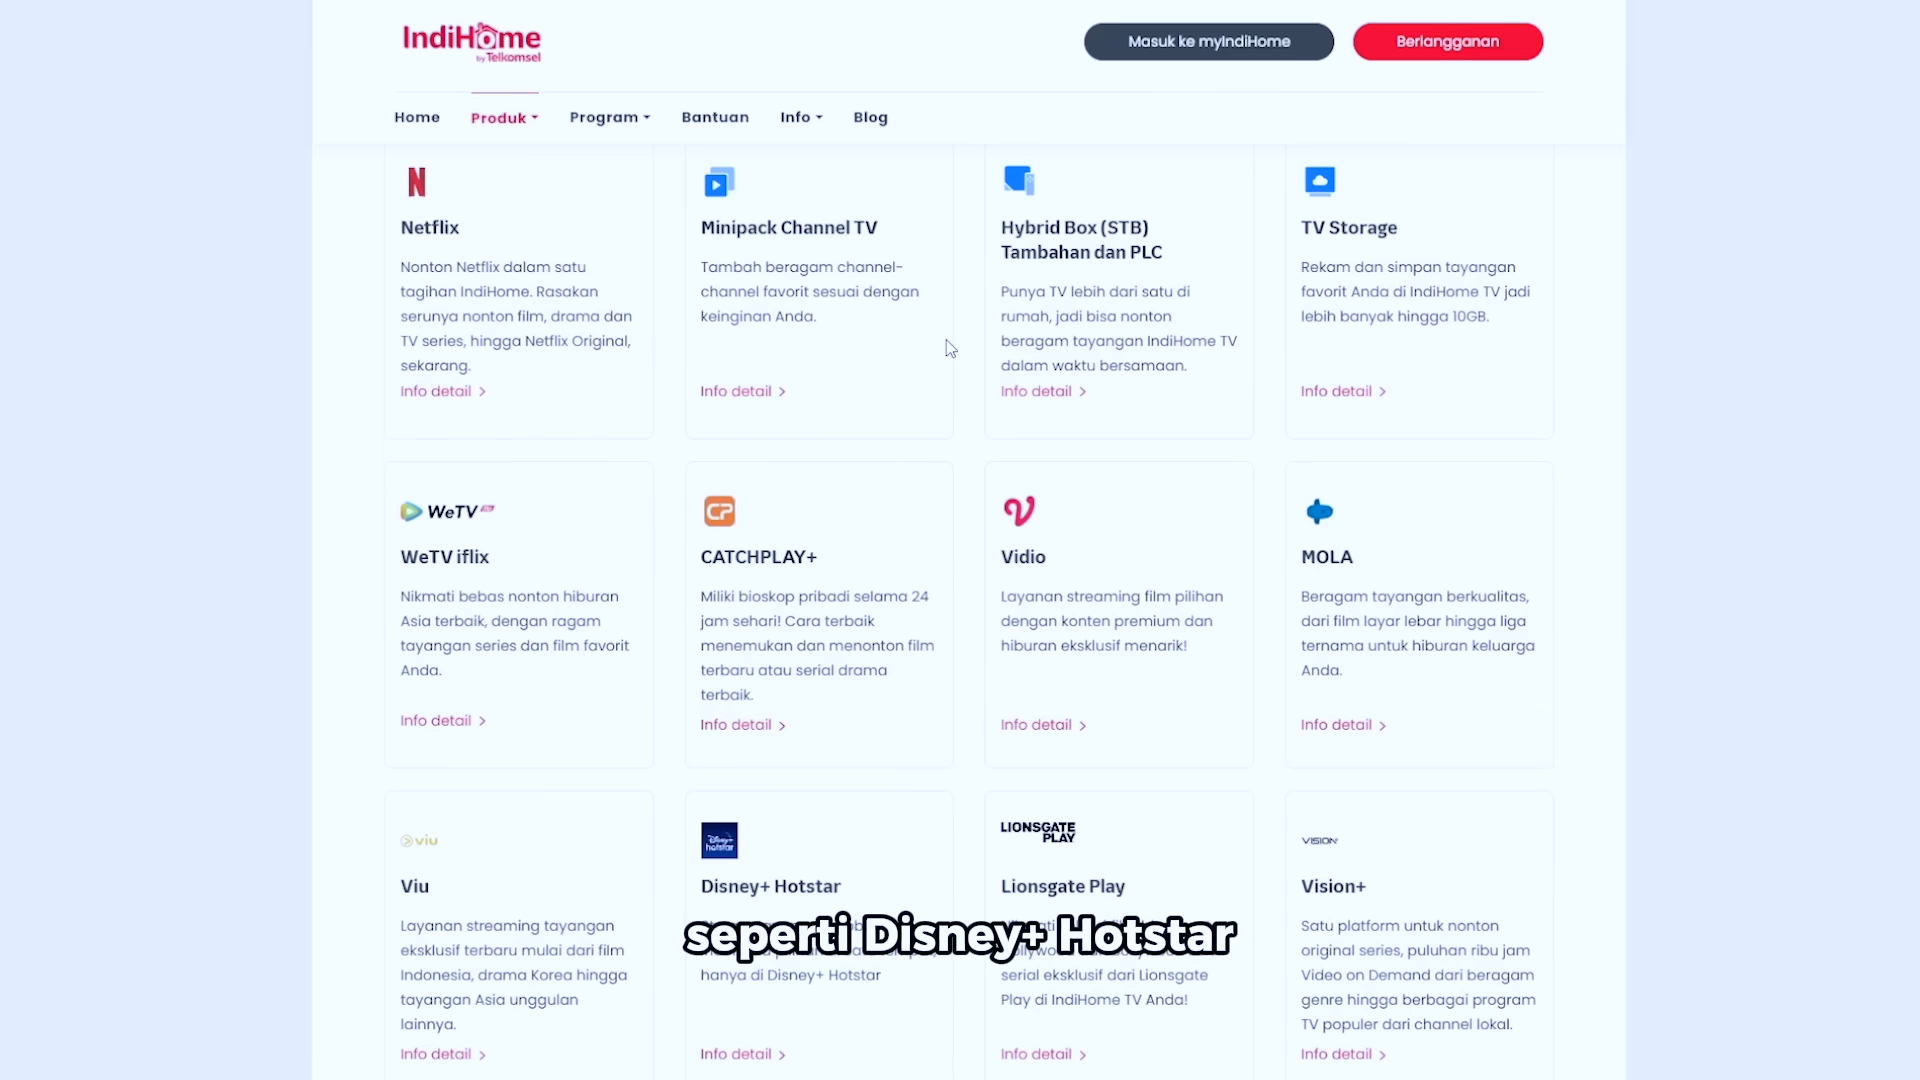 IndiHome
by Telkomsel
Masuk ke myIndiHome
Berlangganan
Home
Produk
Program
Bantuan
Info
Blog
Netflix
Nonton Netflix dalam satu
tagihan IndiHome. Rasakan
serunya nonton film, drama dan
TV series, hingga Netflix Original,
sekarang.
Info detail >
Minipack Channel TV
Tambah beragam channel-
channel favorit sesuai dengan
keinginan Anda.
Info detail >
Hybrid Box (STB)
Tambahan dan PLC
Punya TV lebih dari satu di
rumah, jadi bisa nonton
beragam tayangan IndiHome TV
dalam waktu bersamaan.
Info detail >
TV Storage
Rekam dan simpan tayangan
favorit Anda di IndiHome TV jadi
lebih banyak hingga 10GB.
Info detail >
WeTV
WeTV iflix
Nikmati bebas nonton hiburan
Asia terbaik, dengan ragam
tayangan series dan film favorit
Anda.
Info detail >
CP
CATCHPLAY+
Miliki bioskop pribadi selama 24
jam sehari! Cara terbaik
menemukan dan menonton film
terbaru atau serial drama
terbaik.
Info detail >
Vidio
Layanan streaming film pilihan
dengan konten premium dan
hiburan eksklusif menarik!
Info detail >
MOLA
Beragam tayangan berkualitas,
dari film layar lebar hingga liga
ternama untuk hiburan keluarga
Anda.
Info detail >
viu
Viu
Layanan streaming tayangan
eksklusif terbaru mulai dari film
Indonesia, drama Korea hingga
tayangan Asia unggulan
lainnya.
Info detail >
Disney+
hotstar
Disney+ Hotstar
hanya di Disney+ Hotstar
Info detail >
LIONSGATE
PLAY
Lionsgate Play
serial eksklusif dari Lionsgate
Play di IndiHome TV Anda!
Info detail >
VISION+
Vision+
Satu platform untuk nonton
original series, puluhan ribu jam
Video on Demand dari beragam
genre hingga berbagai program
TV populer dari channel lokal.
Info detail >
seperti Disney+ Hotstar